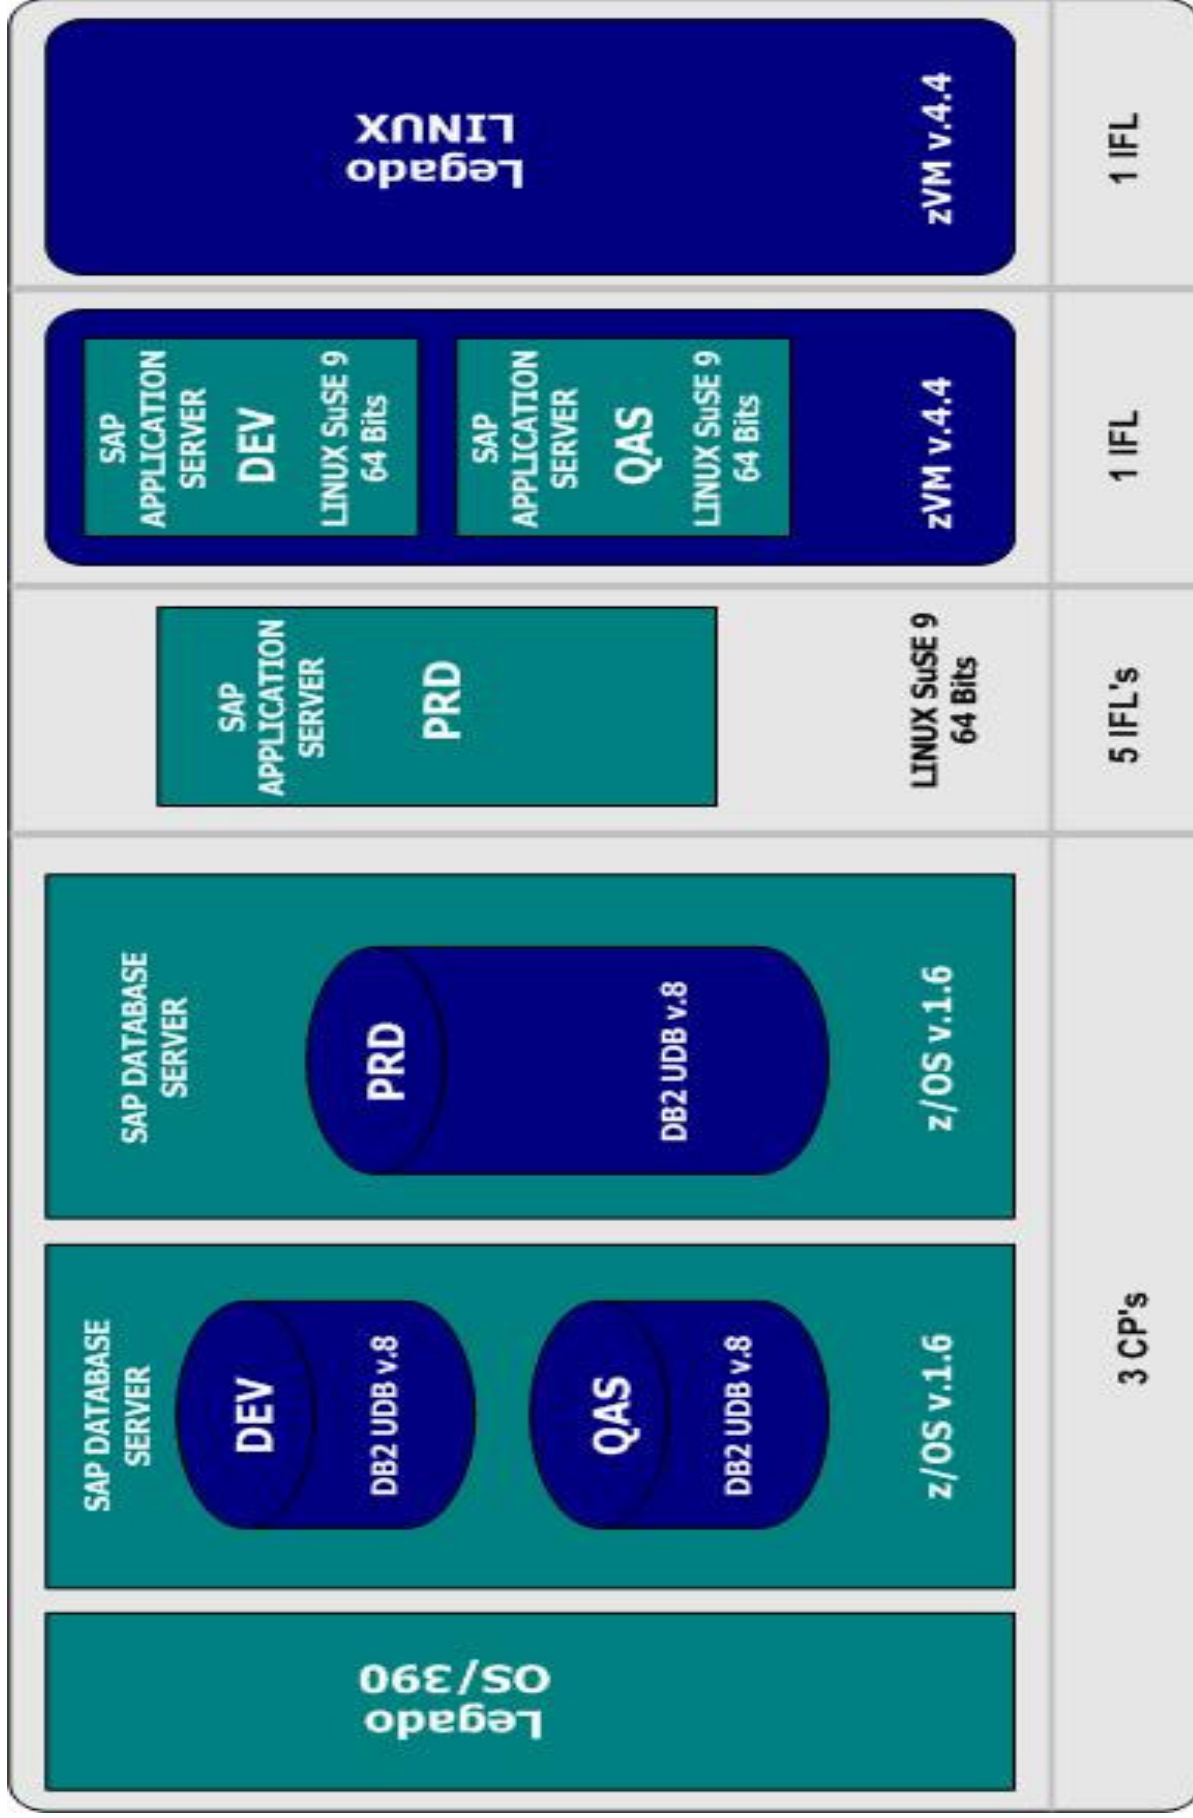 Legado
OS/390
SAP DATABASE
SERVER
DEV
DB2 UDB v.8
QAS
DB2 UDB v.8
z/OS v.1.6
SAP DATABASE
SERVER
PRD
DB2 UDB v.8
z/OS v.1.6
3 CP's
SAP
APPLICATION
SERVER
PRD
LINUX SuSE 9
64 Bits
5 IFL's
SAP
APPLICATION
SERVER
DEV
LINUX SuSE 9
64 Bits
SAP
APPLICATION
SERVER
QAS
LINUX SuSE 9
64 Bits
zVM v.4.4
1 IFL
Legado
LINUX
zVM v.4.4
1 IFL